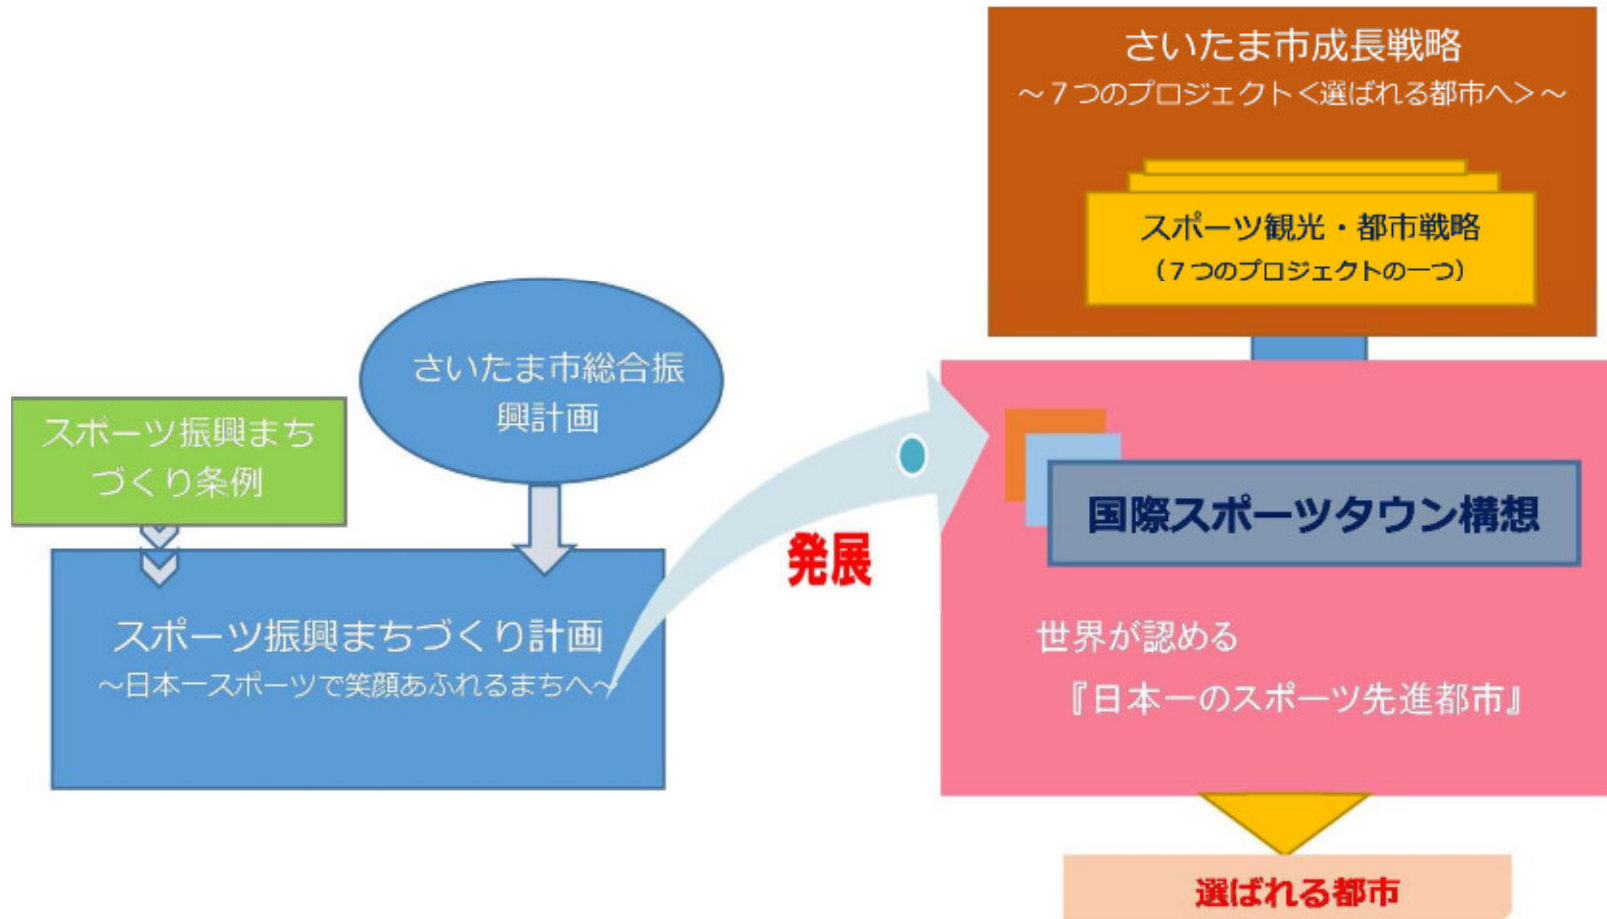 さいたま市成長戦略
～７つのプロジェクト＜選ばれる都市へ＞～
スポーツ観光・都市戦略
（７つのプロジェクトの一つ）
さいたま市総合振
興計画
スポーツ振興まち
づくり条例
スポーツ振興まちづくり計画
～日本一スポーツで笑顔あふれるまちへ～
発展
国際スポーツタウン構想
世界が認める
『日本一のスポーツ先進都市』
選ばれる都市